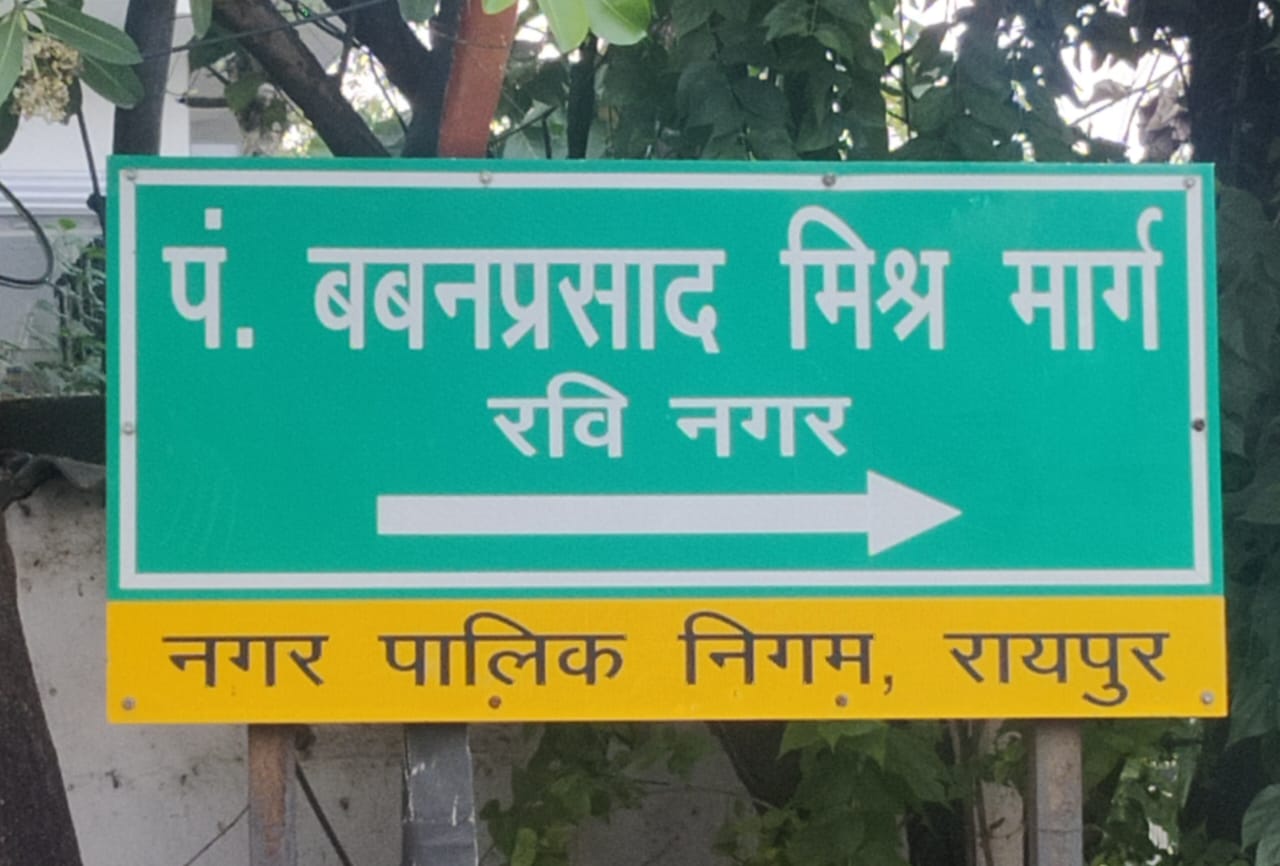 पं. बबनप्रसाद मिश्र मार्ग
रवि नगर
नगर पालिक निगम, रायपुर